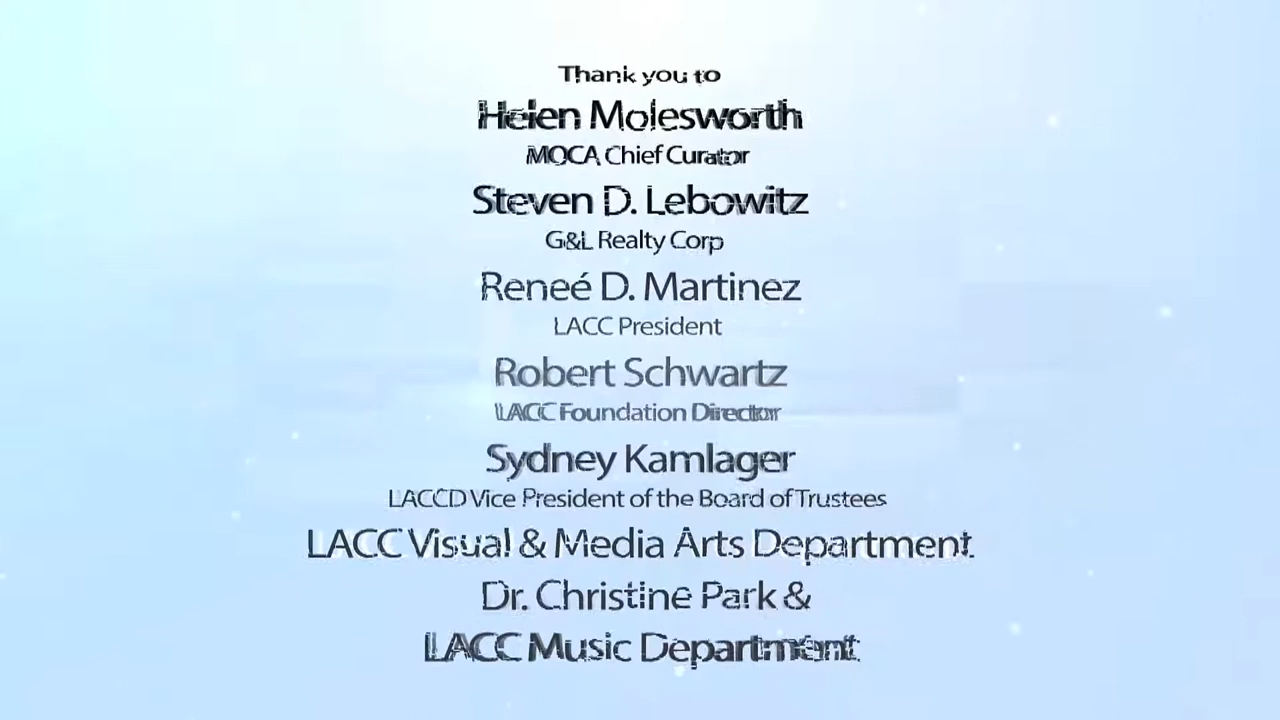 Thank you to
Helen Molesworth
MOCA Chief Curator
Steven D. Lebowitz
G&L Realty Corp
Reneé D. Martinez
LACC President
Robert Schwartz
LACC Foundation Director
Sydney Kamlager
LACCD Vice President of the Board of Trustees
LACC Visual & Media Arts Department
Dr. Christine Park &
LACC Music Department